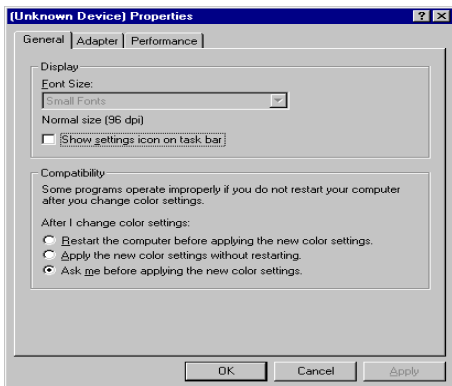 (Unknown Device) Properties
General Adapter Performance
Display
Font Size:
Small Fonts
Normal size (96 dpi)
Show settings icon on task bar
Compatibility
Some programs operate improperly if you do not restart your computer
after you change color settings.
After I change color settings:
Restart the computer before applying the new color settings.
Apply the new color settings without restarting.
Ask me before applying the new color settings.
OK Cancel Apply